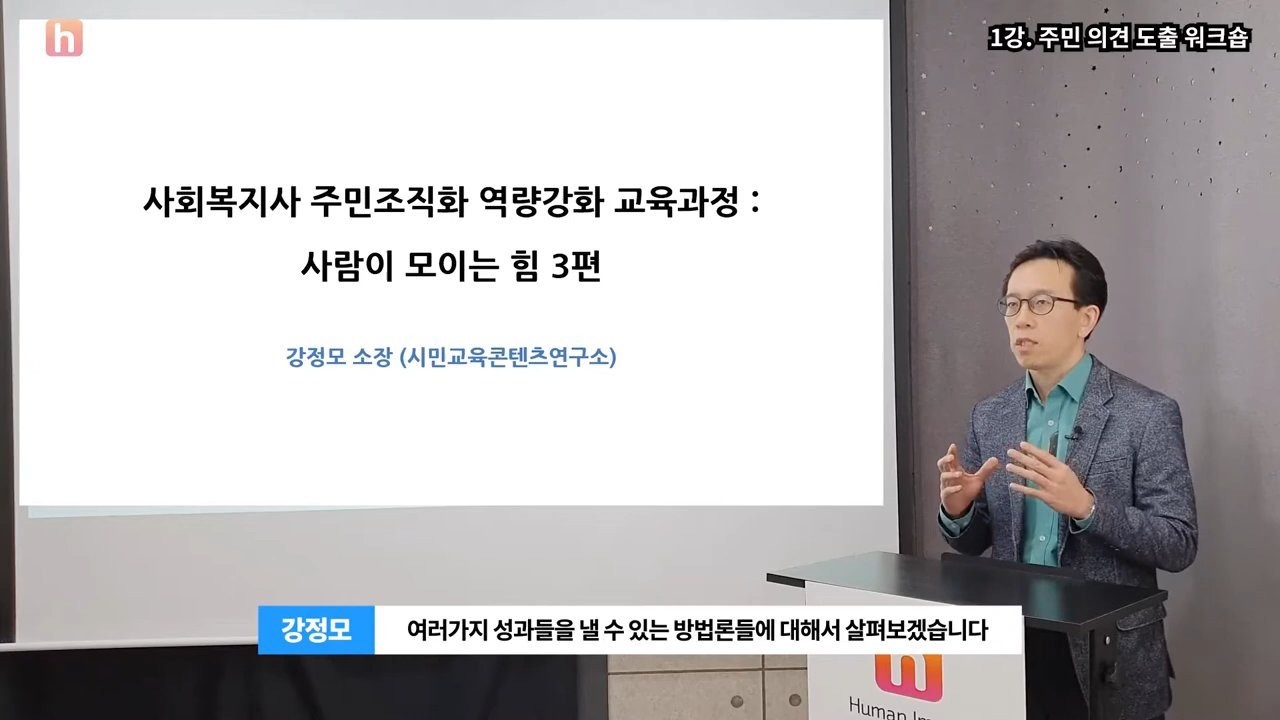 h
1강. 주민 의견 도출 워크숍
사회복지사 주민조직화 역량강화 교육과정 :
사람이 모이는 힘 3편
강정모 소장 (시민교육콘텐츠연구소)
강정모
여러가지 성과들을 낼 수 있는 방법론들에 대해서 살펴보겠습니다
h
Human